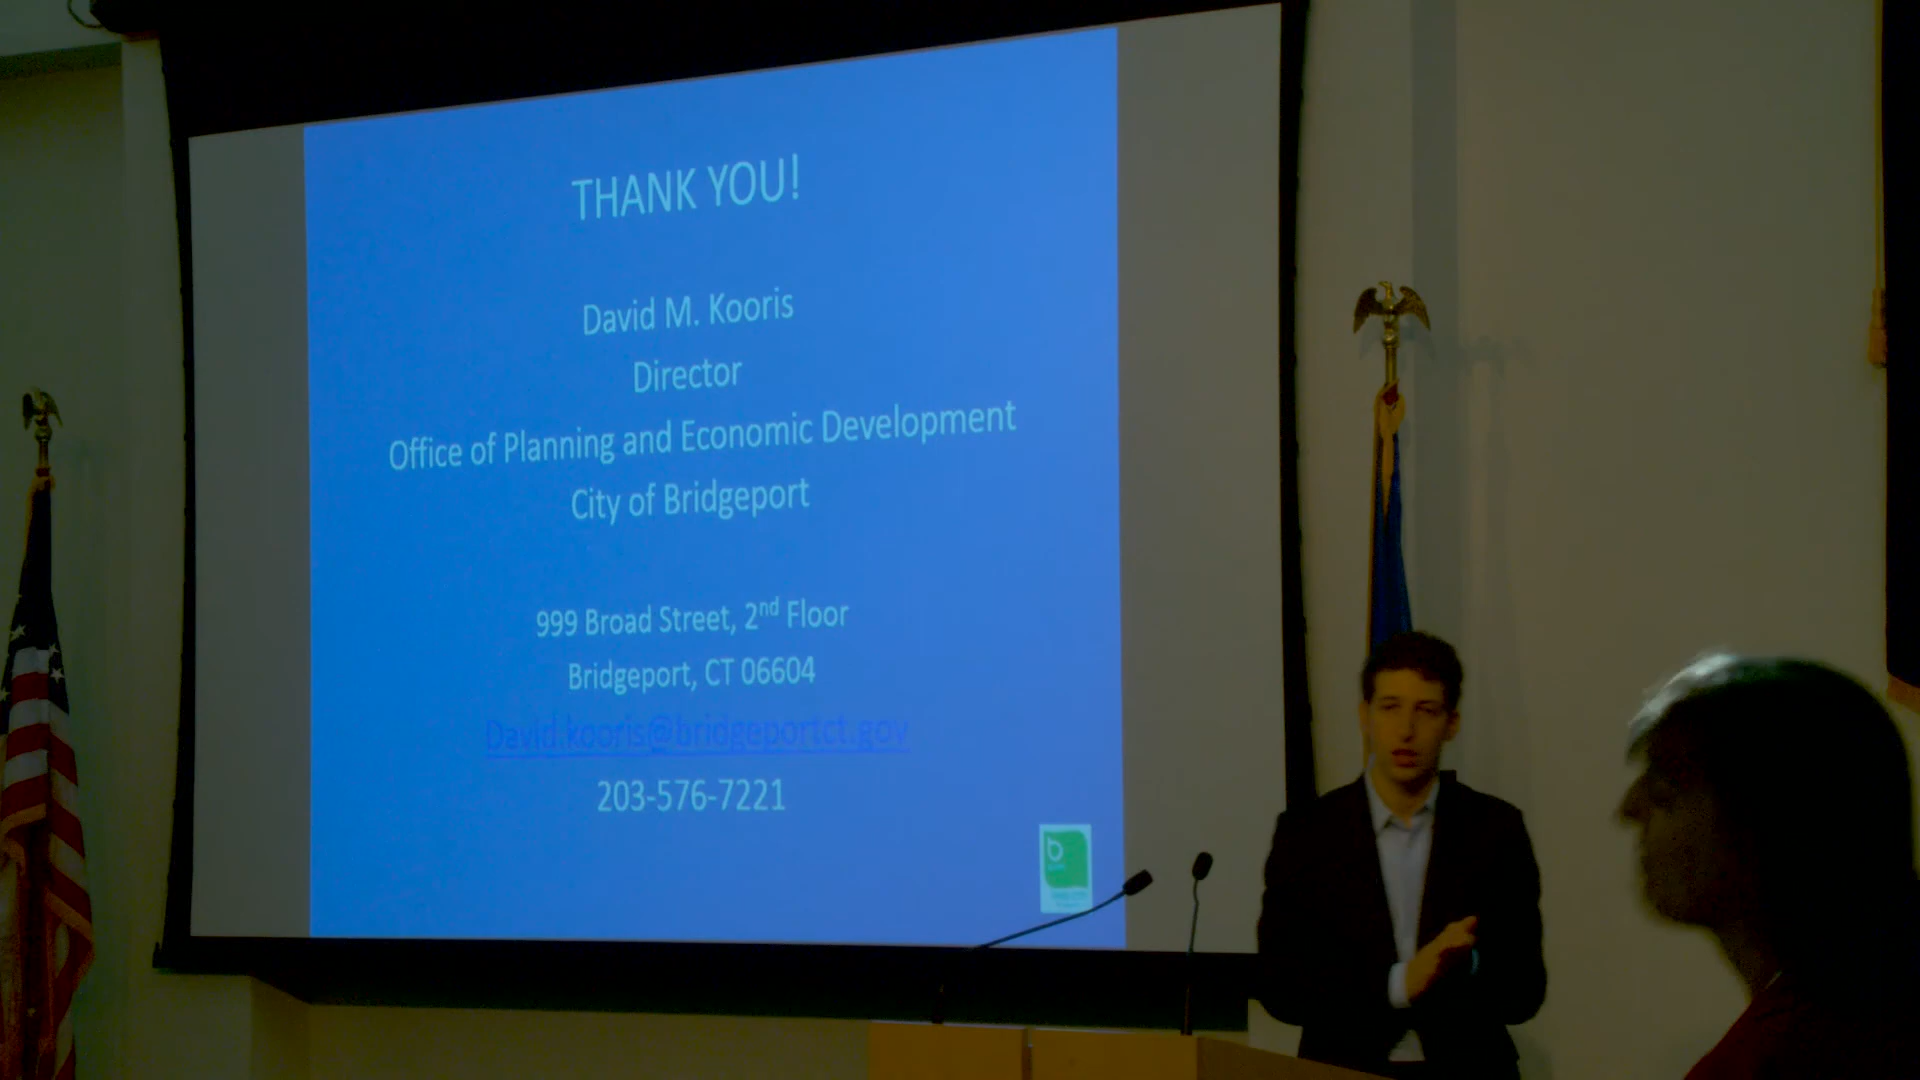 THANK YOU!
David M. Kooris
Director
Office of Planning and Economic Development
City of Bridgeport
999 Broad Street, 2nd Floor
Bridgeport, CT 06604
David.kooris@bridgeportct.gov
203-576-7221
b